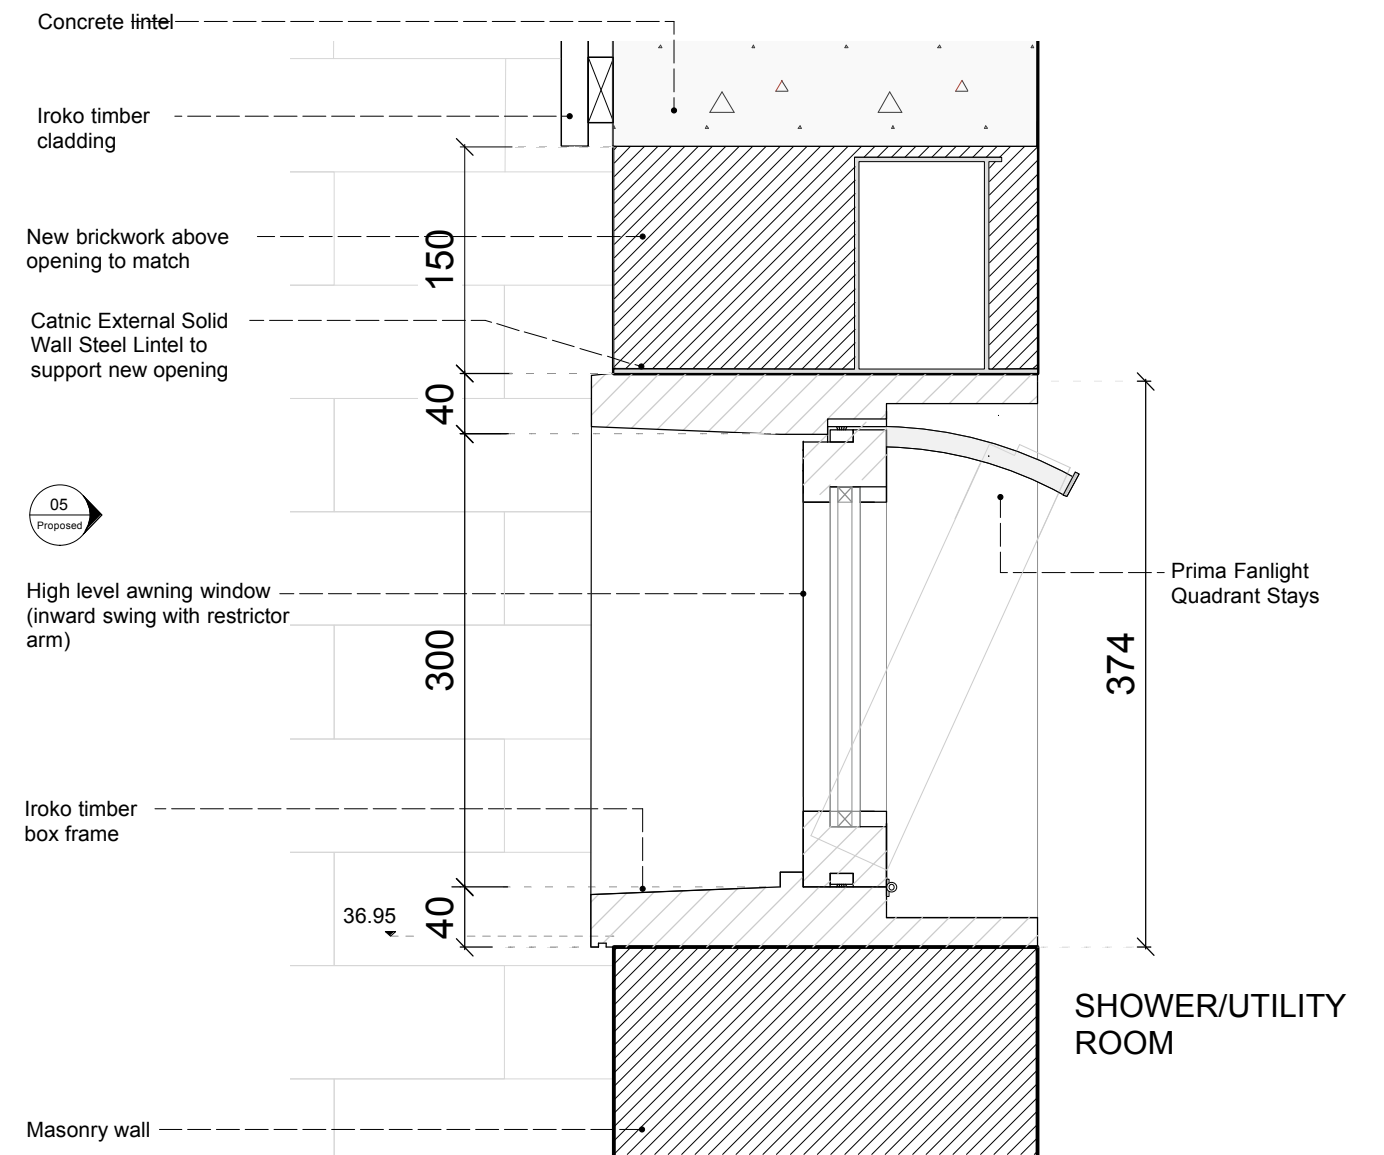 Concrete lintel
Iroko timber
cladding
150
New brickwork above
opening to match
Catnic External Solid
Wall Steel Lintel to
support new opening
40
05
Proposed
High level awning window
(inward swing with restrictor
arm)
Prima Fanlight
Quadrant Stays
300
374
Iroko timber
box frame
36.95
40
SHOWER/UTILITY
ROOM
Masonry wall